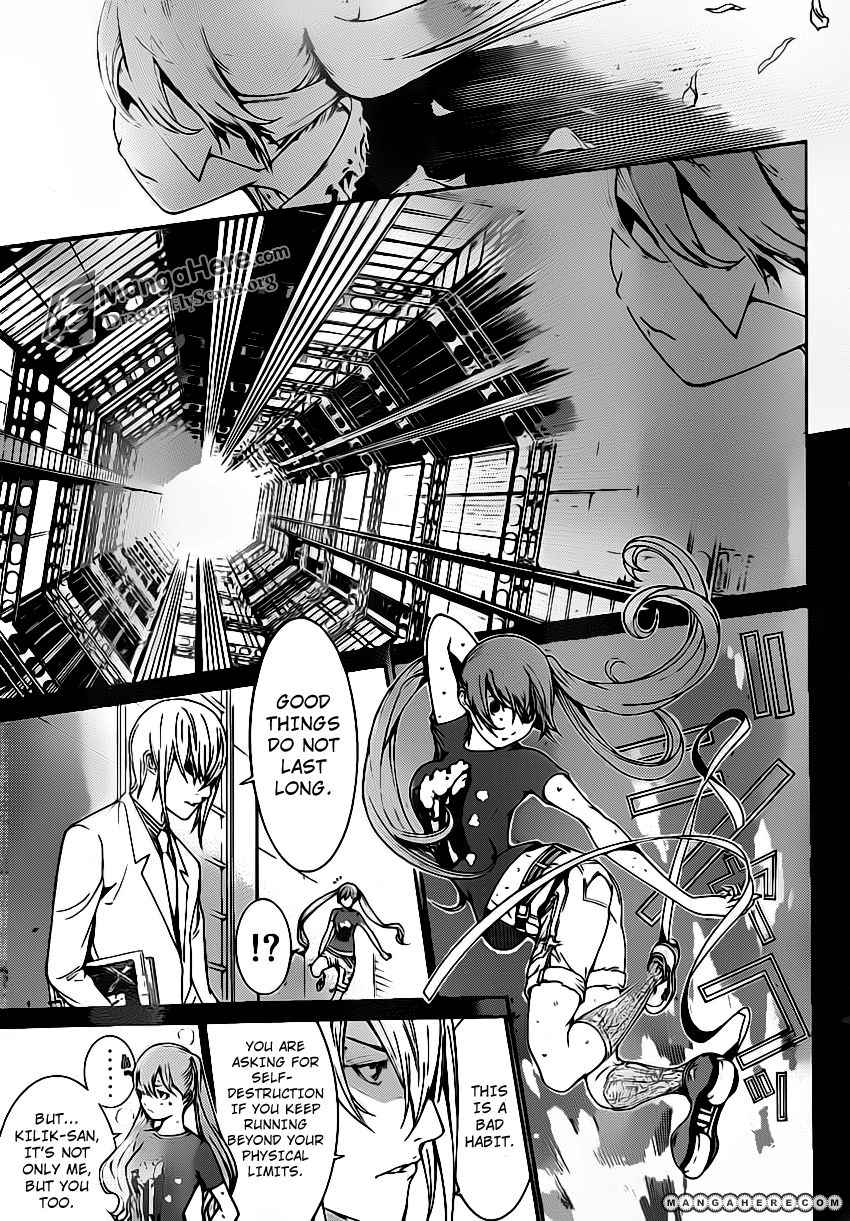 MangaHere.com
DragonFlyScans.org
GOOD
THINGS
DO NOT
LAST
LONG.
!?
THIS
IS A
BAD
HABIT.
YOU ARE
ASKING FOR
SELF-
DESTRUCTION
IF YOU KEEP
RUNNING
BEYOND YOUR
PHYSICAL
LIMITS.
......
BUT...
KILIK-SAN,
IT'S NOT
ONLY ME,
BUT YOU
TOO.
MANGAHERE.COM